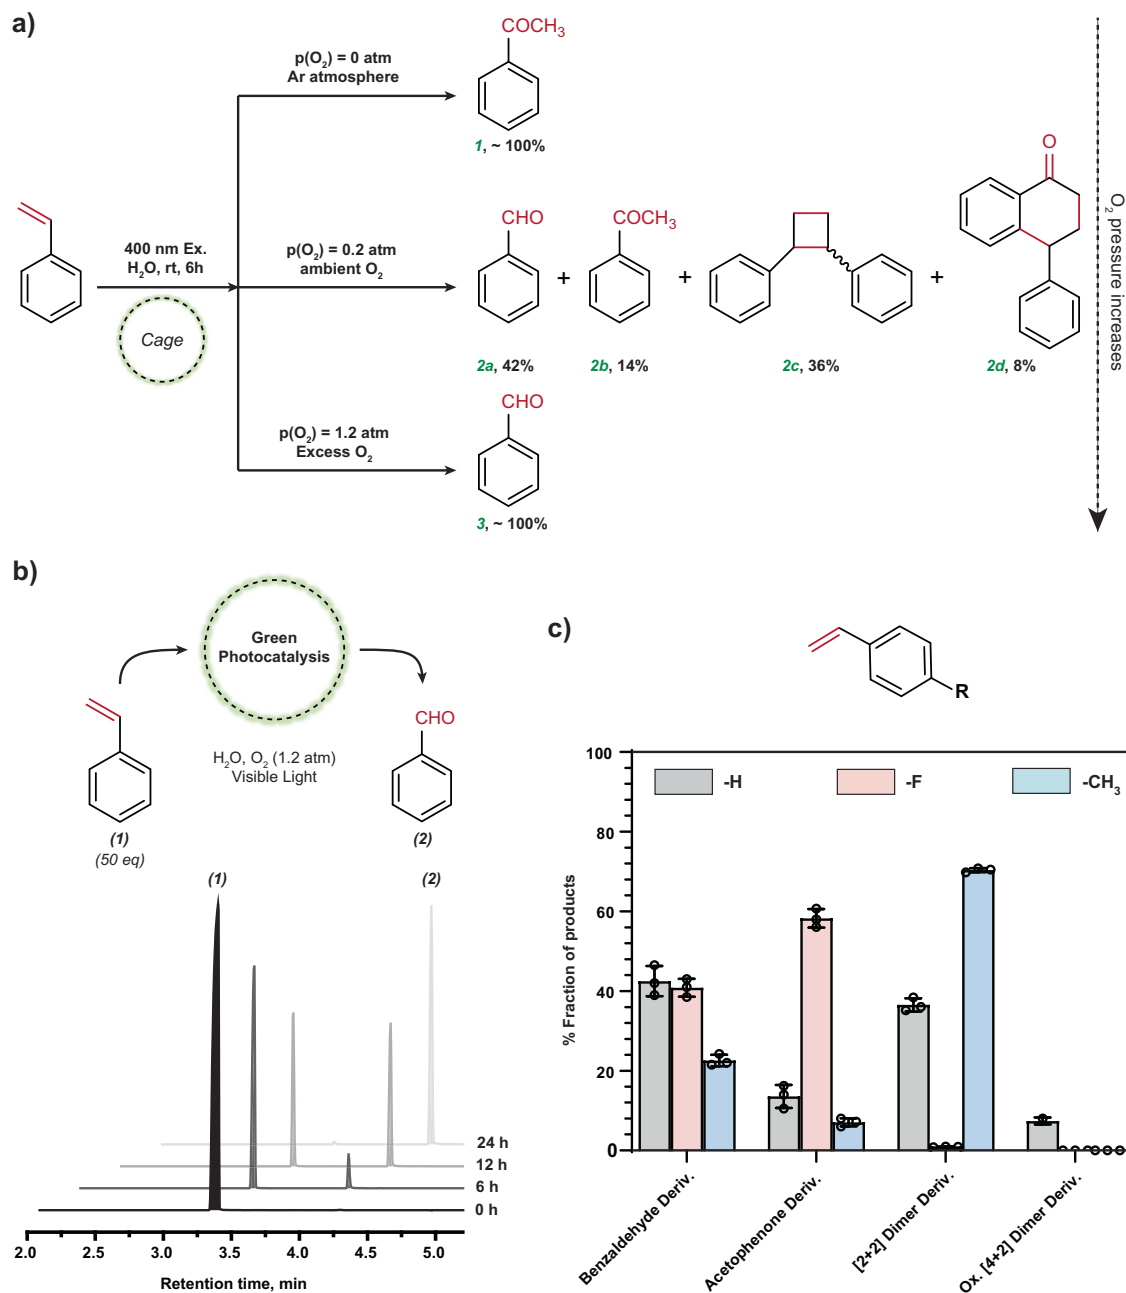 a)
COCH3
p(O2) = 0 atm
Ar atmosphere
1, ~ 100%
O
400 nm Ex.
H2O, rt, 6h
Cage
p(O2) = 0.2 atm
ambient O2
CHO
+
COCH3
+
+
2a, 42%
2b, 14%
2c, 36%
2d, 8%
O2 pressure increases
p(O2) = 1.2 atm
Excess O2
CHO
3, ~ 100%
b)
Green
Photocatalysis
CHO
H2O, O2 (1.2 atm)
Visible Light
(1)
(50 eq)
(2)
(1)
(2)
24 h
12 h
6 h
0 h
2.0 2.5 3.0 3.5 4.0 4.5 5.0
Retention time, min
c)
R
100
80
60
40
20
0
% Fraction of products
-H
-F
-CH3
Benzaldehyde Deriv.
Acetophenone Deriv.
[2+2] Dimer Deriv.
Ox. [4+2] Dimer Deriv.